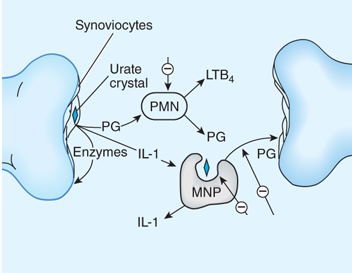 Synoviocytes
Urate
crystal
LTB4
PMN
PG
PG
Enzymes
IL-1
PG
MNP
IL-1